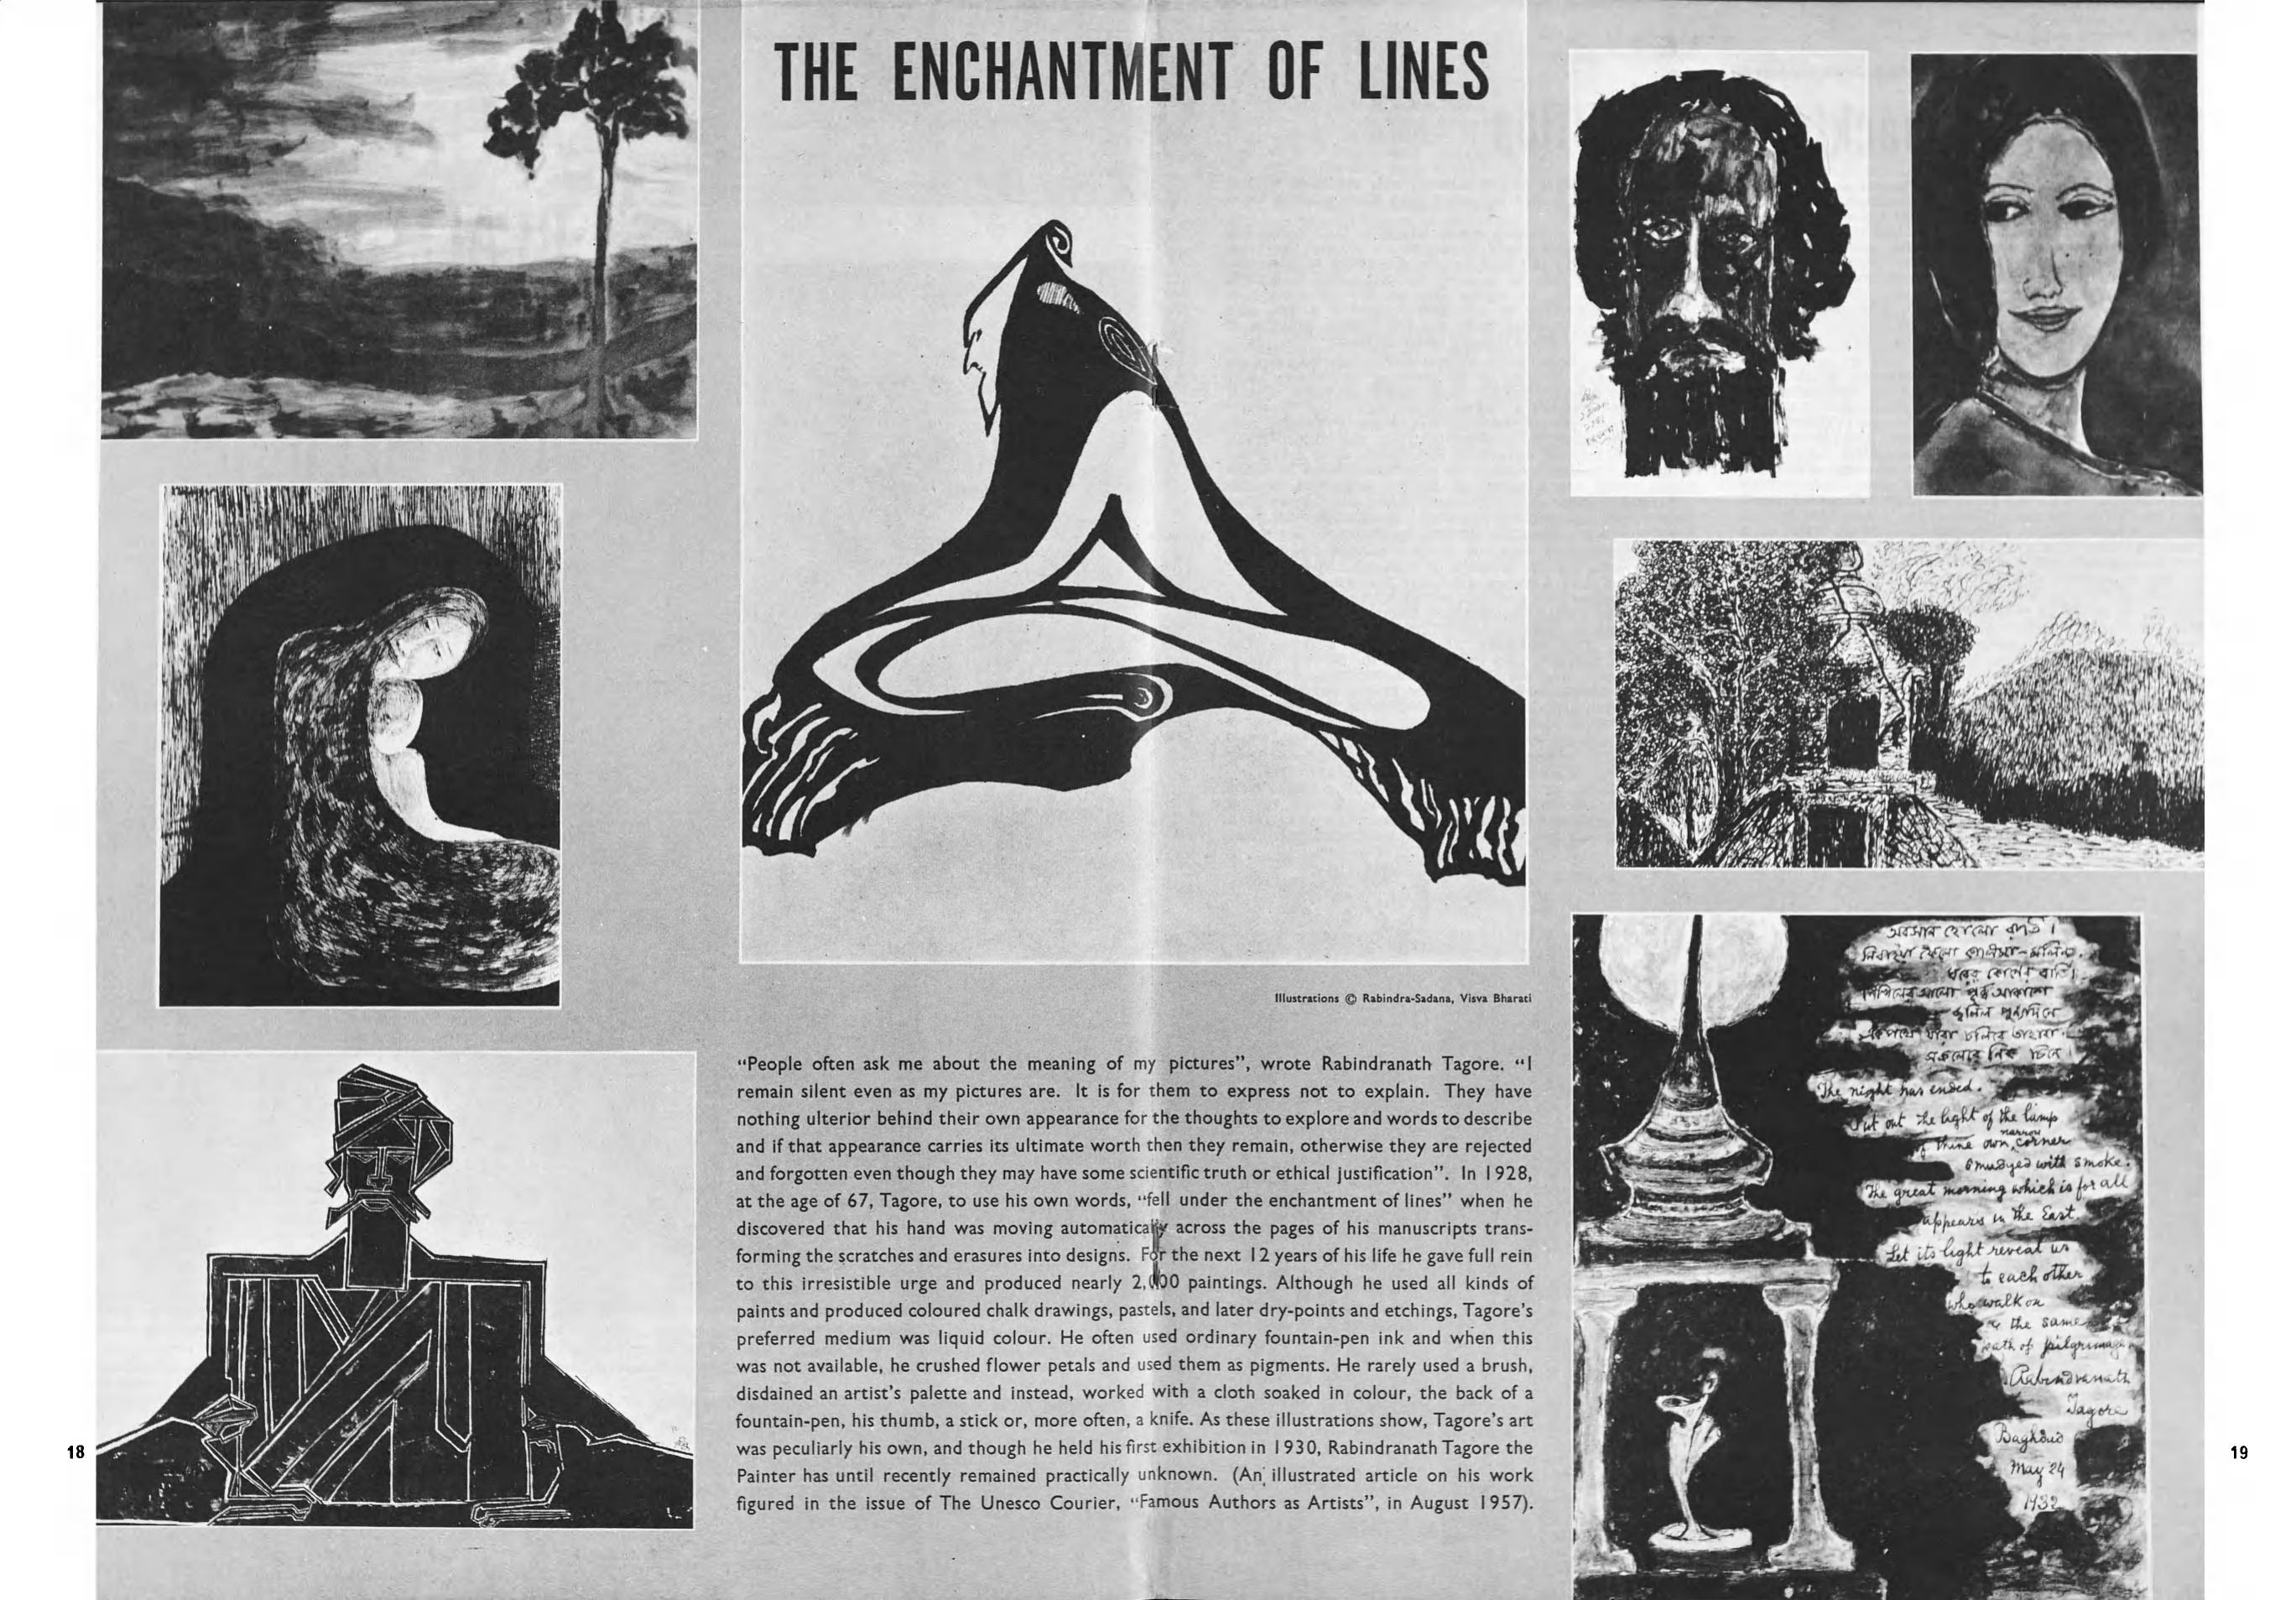 THE ENCHANTMENT OF LINES
Illustrations © Rabindra-Sadana, Visva Bharati
“People often ask me about the meaning of my pictures”, wrote Rabindranath Tagore. “I
remain silent even as my pictures are. It is for them to express not to explain. They have
nothing ulterior behind their own appearance for the thoughts to explore and words to describe
and if that appearance carries its ultimate worth then they remain, otherwise they are rejected
and forgotten even though they may have some scientific truth or ethical justification”. In 1928,
at the age of 67, Tagore, to use his own words, “fell under the enchantment of lines” when he
discovered that his hand was moving automatically across the pages of his manuscripts trans-
forming the scratches and erasures into designs. For the next 12 years of his life he gave full rein
to this irresistible urge and produced nearly 2,000 paintings. Although he used all kinds of
paints and produced coloured chalk drawings, pastels, and later dry-points and etchings, Tagore’s
preferred medium was liquid colour. He often used ordinary fountain-pen ink and when this
was not available, he crushed flower petals and used them as pigments. He rarely used a brush,
disdained an artist’s palette and instead, worked with a cloth soaked in colour, the back of a
fountain-pen, his thumb, a stick or, more often, a knife. As these illustrations show, Tagore’s art
was peculiarly his own, and though he held his first exhibition in 1930, Rabindranath Tagore the
Painter has until recently remained practically unknown. (An illustrated article on his work
figured in the issue of The Unesco Courier, “Famous Authors as Artists”, in August 1957).
অবসান হোলো রাতি।
নিবাইয়া ফেলো কালিমা-মলিন
ঘরের কোণের বাতি।
নিখিলের আলো পূর্ব আকাশে
জ্বলিল পুণ্যদিনে
একপথে যারা চলিবে তাহারা
সকলেরে নিক্ চিনে।
The night has ended.
Put out the light of the lamp
of thine own narrow corner
smudged with smoke.
The great morning which is for all
appears in the East.
Let its light reveal us
to each other
who walk on
the same
path of pilgrimage
Rabindranath
Tagore
Baghdad
May 24
1932
18
19